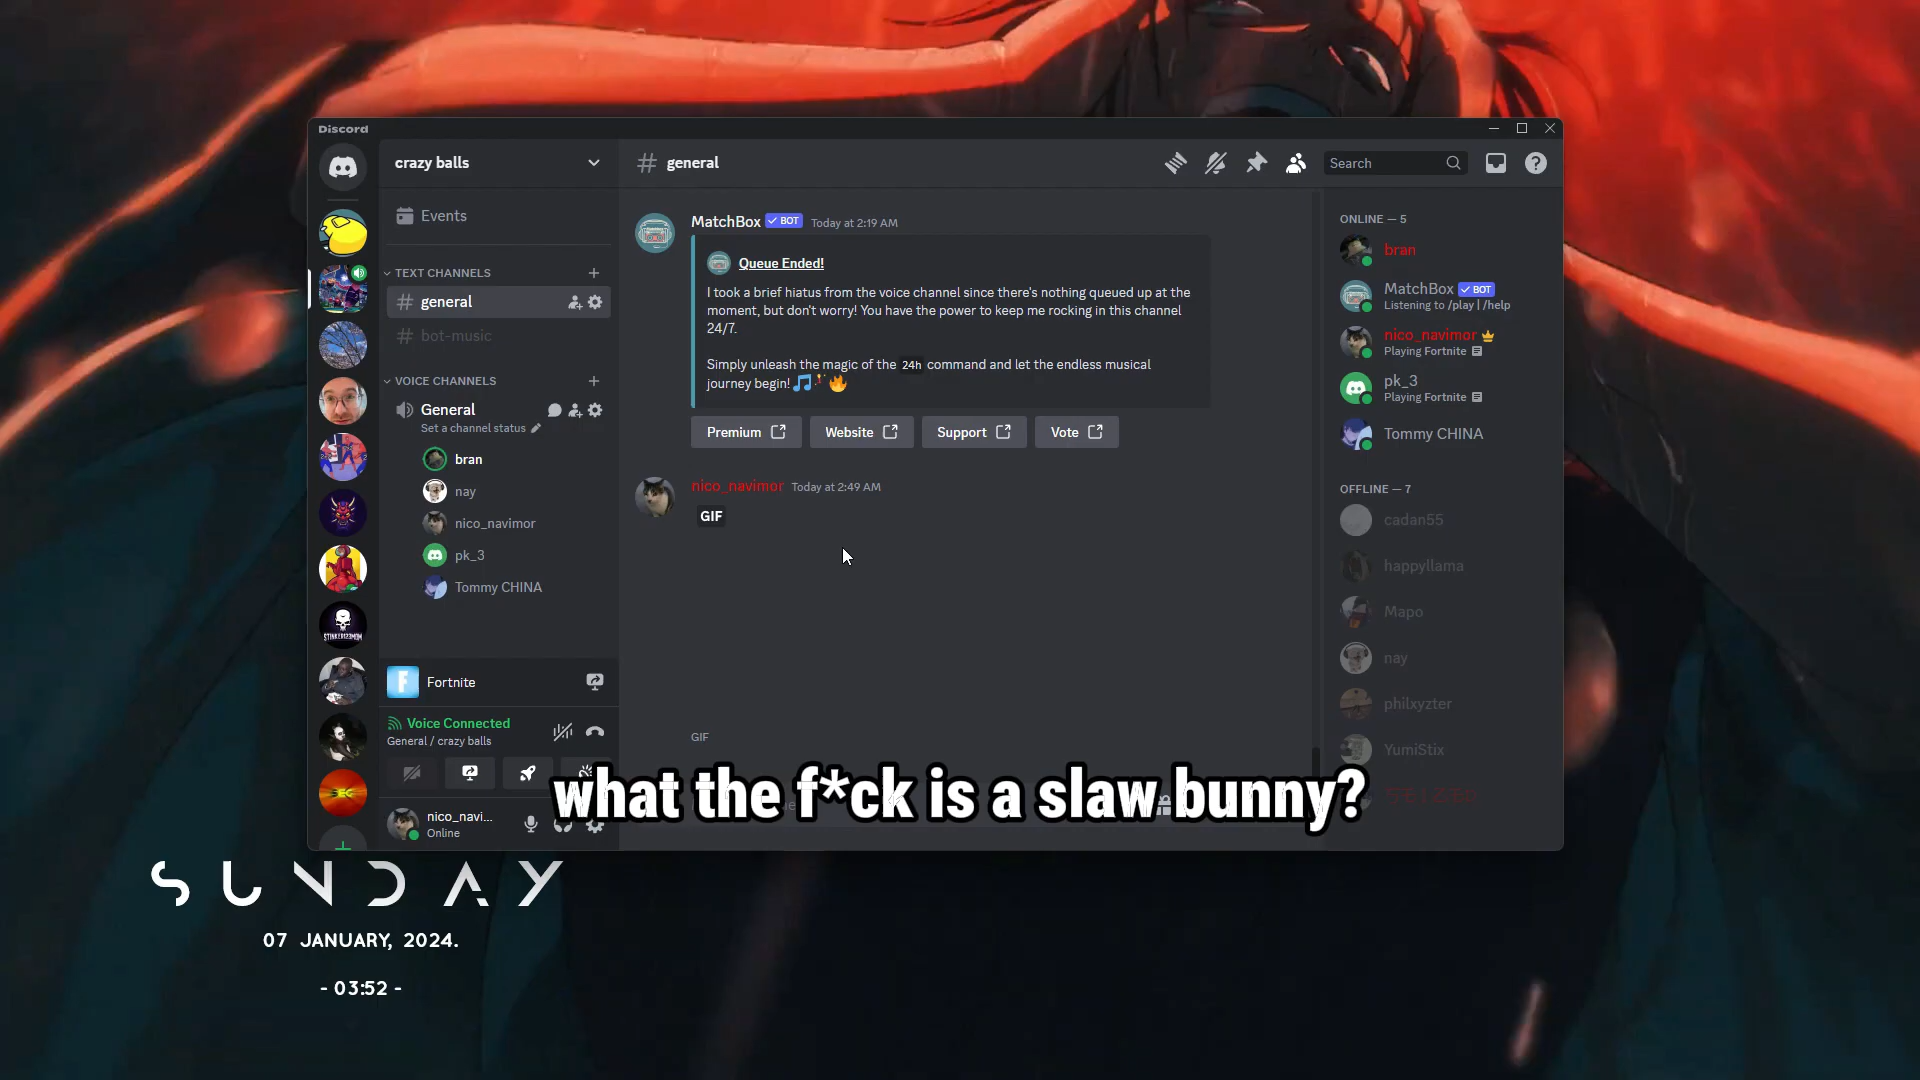 Discord
crazy balls
general
Search
Events
TEXT CHANNELS
general
bot-music
VOICE CHANNELS
General
Set a channel status
bran
nay
nico_navimor
pk_3
Tommy CHINA
Fortnite
Voice Connected
General / crazy balls
nico_navi...
Online
MatchBox BOT Today at 2:19 AM
Queue Ended!
I took a brief hiatus from the voice channel since there's nothing queued up at the
moment, but don't worry! You have the power to keep me rocking in this channel
24/7.
Simply unleash the magic of the 24h command and let the endless musical
journey begin! 🎵 🔥
Premium
Website
Support
Vote
nico_navimor Today at 2:49 AM
GIF
GIF
what the f*ck is a slaw bunny?
ONLINE — 5
bran
MatchBox BOT
Listening to /play | /help
nico_navimor
Playing Fortnite
pk_3
Playing Fortnite
Tommy CHINA
OFFLINE — 7
cadan55
happyllama
Mapo
nay
philxyzter
YumiStix
STINKER123MOM
SEC
SUNDAY
07 JANUARY, 2024.
- 03:52 -